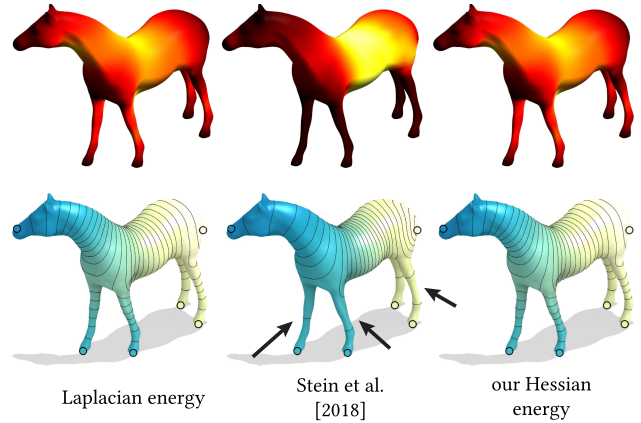 Laplacian energy
Stein et al.
[2018]
our Hessian
energy